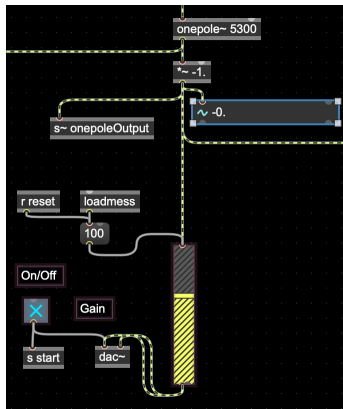 onepole~ 5300
*~ -1.
-0.
s~ onepoleOutput
r reset
loadmess
100
On/Off
Gain
s start
dac~